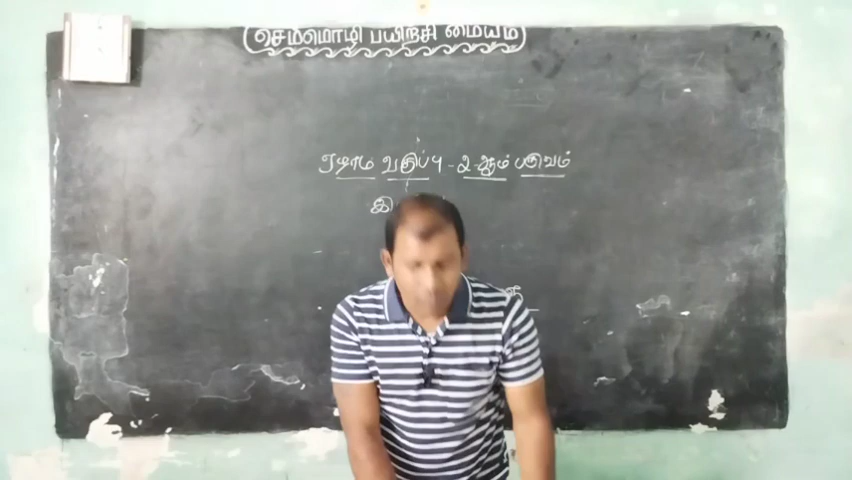 செம்மொழி பயிற்சி மையம்
ஏழாம் வகுப்பு - 2-ஆம் பருவம்